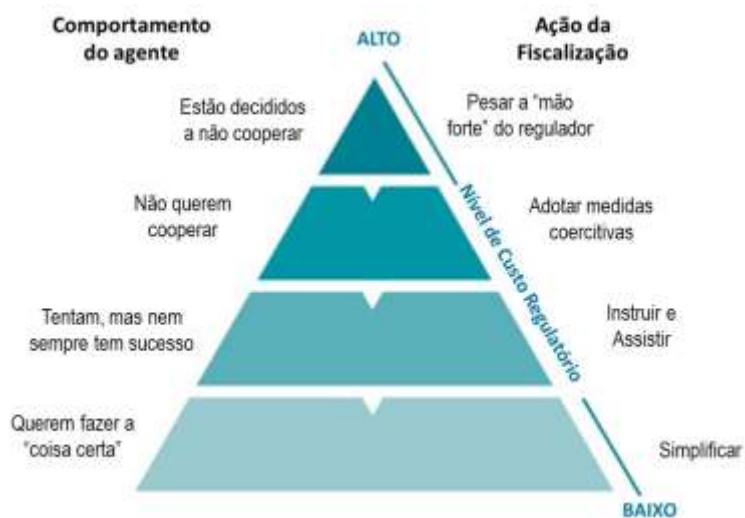 Comportamento
do agente
Ação da
Fiscalização
ALTO
Estão decididos
a não cooperar
Pesar a "mão
forte" do regulador
Não querem
cooperar
Adotar medidas
coercitivas
Nível de Custo Regulatório
Tentam, mas nem
sempre tem sucesso
Instruir e
Assistir
Querem fazer a
"coisa certa"
Simplificar
BAIXO